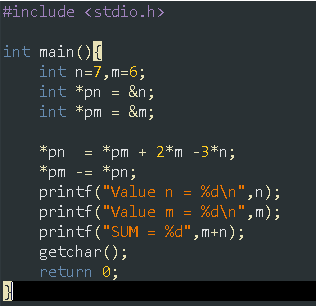 #include <stdio.h>
int main(){
int n=7,m=6;
int *pn = &n;
int *pm = &m;
*pn  = *pm + 2*m -3*n;
*pm -= *pn;
printf("Value n = %d\n",n);
printf("Value m = %d\n",m);
printf("SUM = %d",m+n);
getchar();
return 0;
}